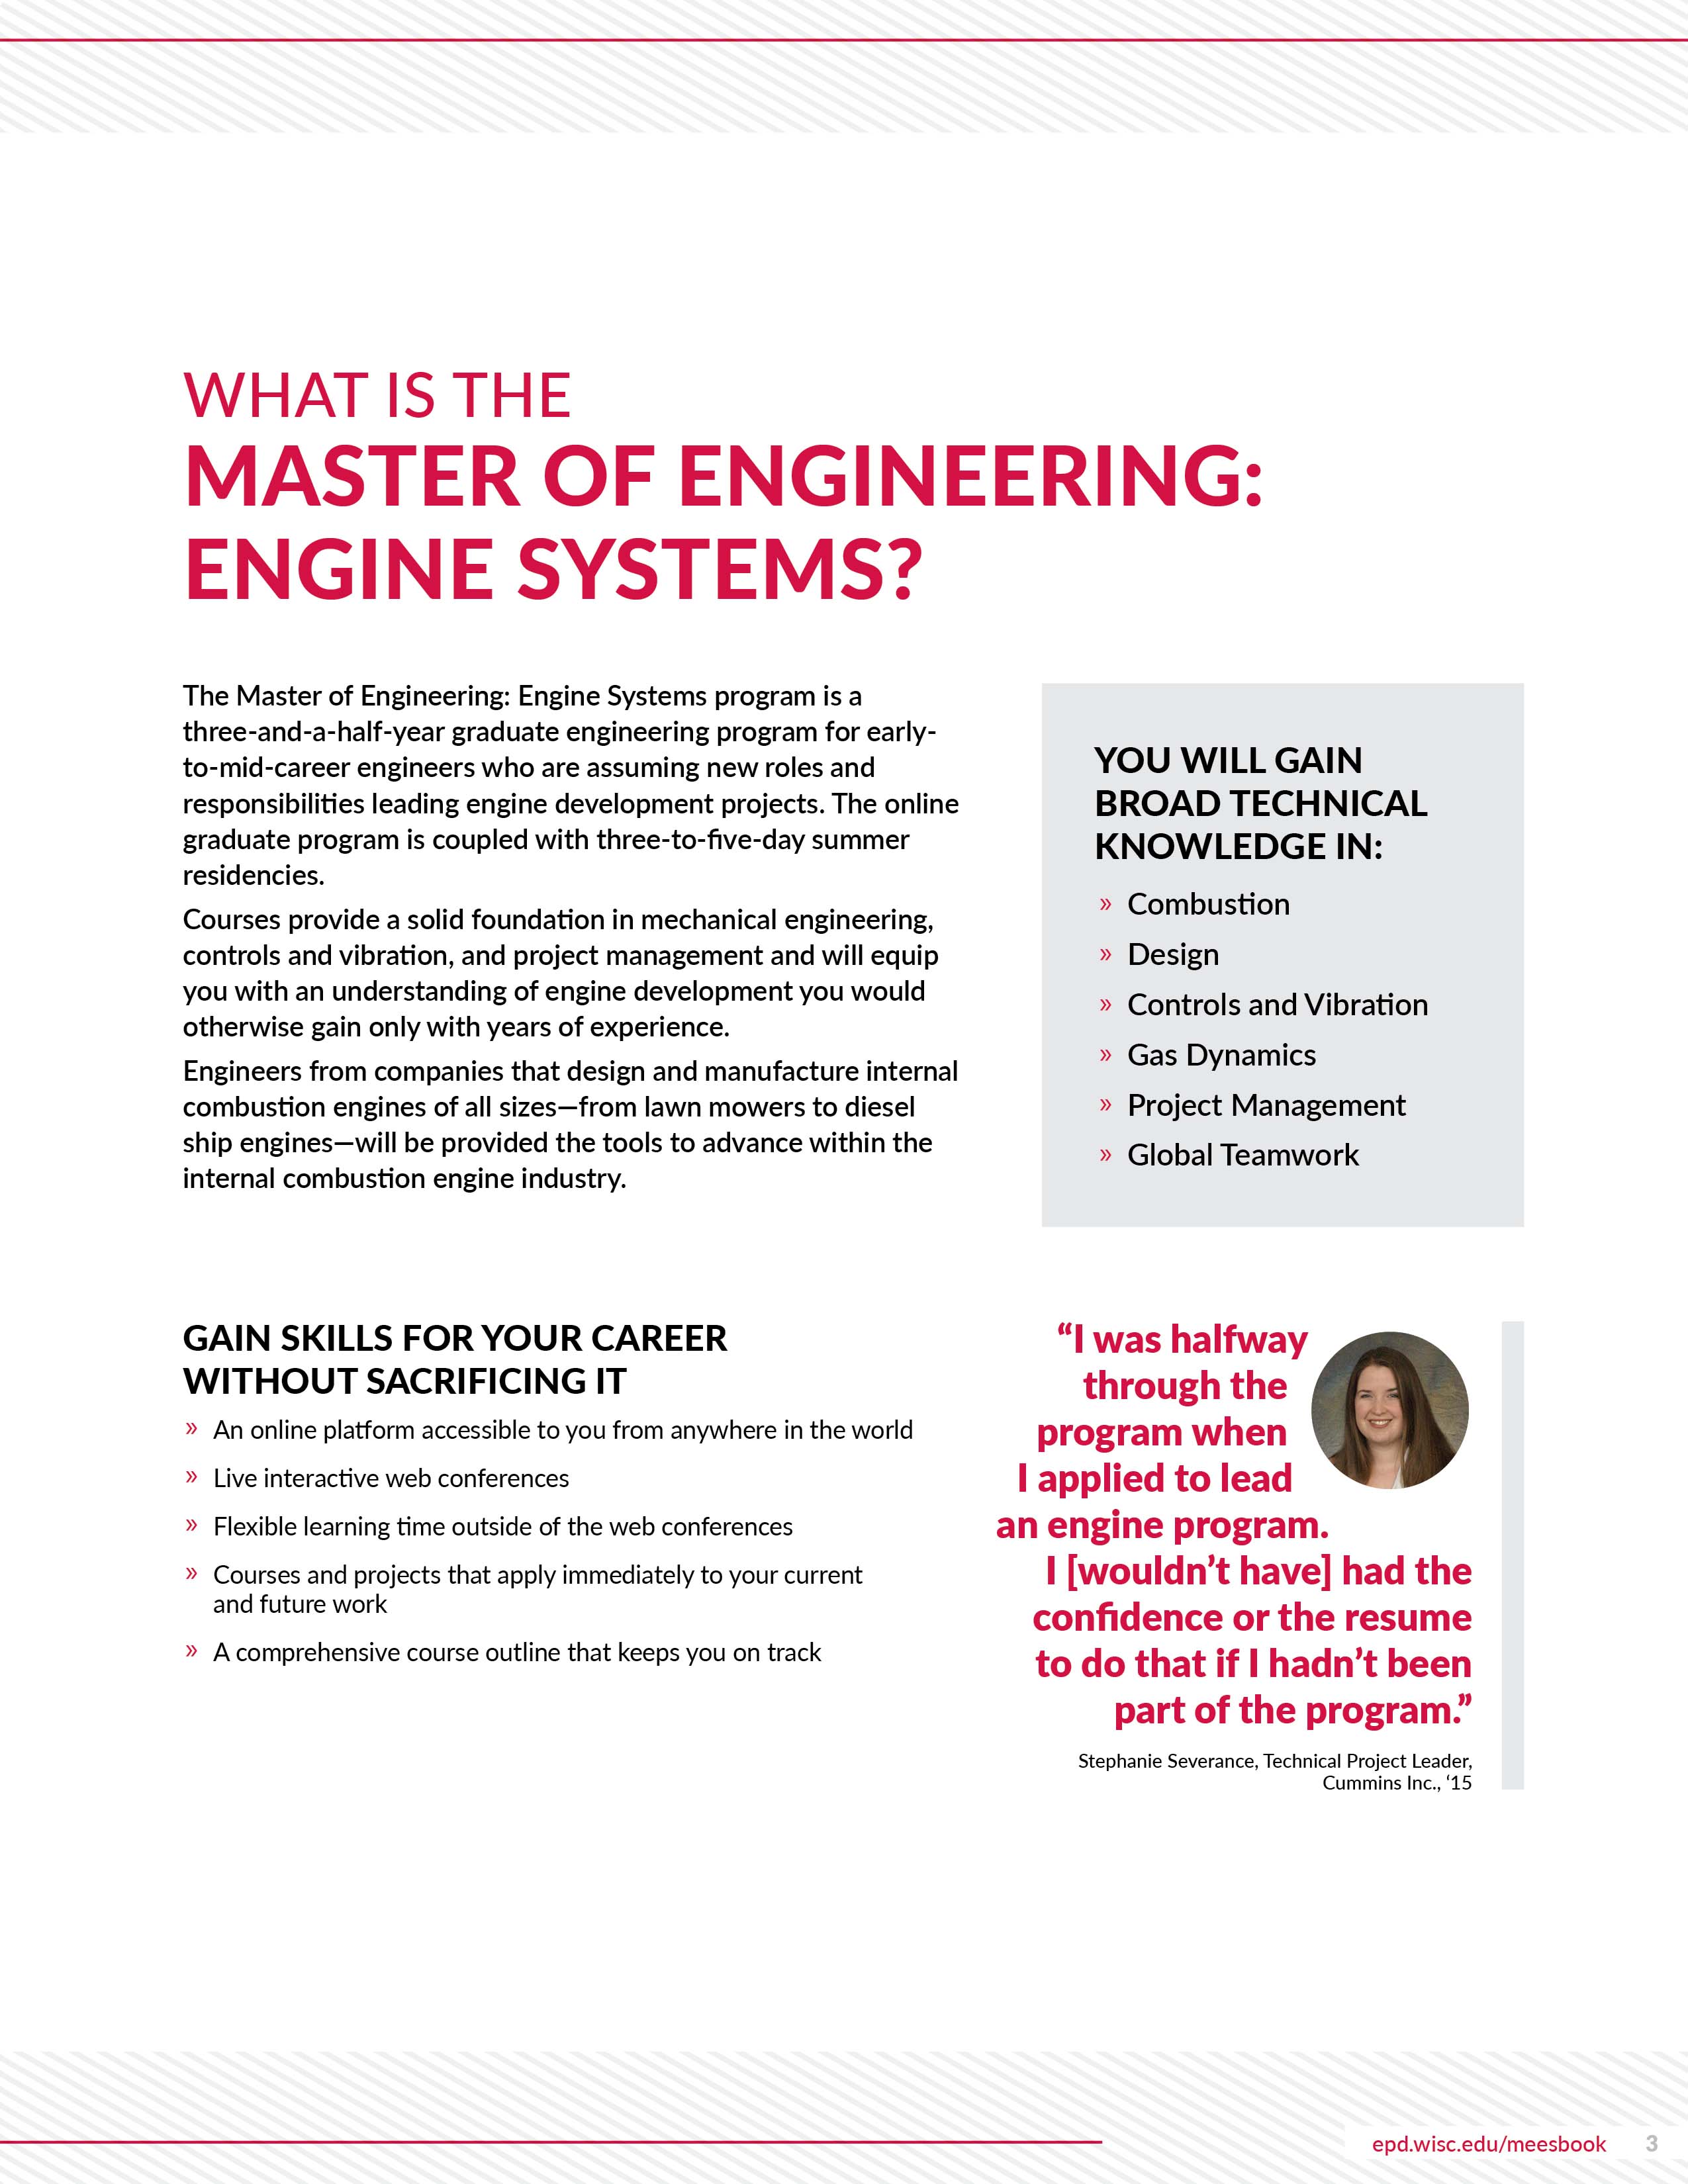 WHAT IS THE
MASTER OF ENGINEERING:
ENGINE SYSTEMS?
The Master of Engineering: Engine Systems program is a
three-and-a-half-year graduate engineering program for early-
to-mid-career engineers who are assuming new roles and
responsibilities leading engine development projects. The online
graduate program is coupled with three-to-five-day summer
residencies.
Courses provide a solid foundation in mechanical engineering,
controls and vibration, and project management and will equip
you with an understanding of engine development you would
otherwise gain only with years of experience.
Engineers from companies that design and manufacture internal
combustion engines of all sizes—from lawn mowers to diesel
ship engines—will be provided the tools to advance within the
internal combustion engine industry.
YOU WILL GAIN
BROAD TECHNICAL
KNOWLEDGE IN:
» Combustion
» Design
» Controls and Vibration
» Gas Dynamics
» Project Management
» Global Teamwork
GAIN SKILLS FOR YOUR CAREER
WITHOUT SACRIFICING IT
» An online platform accessible to you from anywhere in the world
» Live interactive web conferences
» Flexible learning time outside of the web conferences
» Courses and projects that apply immediately to your current
and future work
» A comprehensive course outline that keeps you on track
“I was halfway
through the
program when
I applied to lead
an engine program.
I [wouldn’t have] had the
confidence or the resume
to do that if I hadn’t been
part of the program.”
Stephanie Severance, Technical Project Leader,
Cummins Inc., ‘15
epd.wisc.edu/meesbook 3